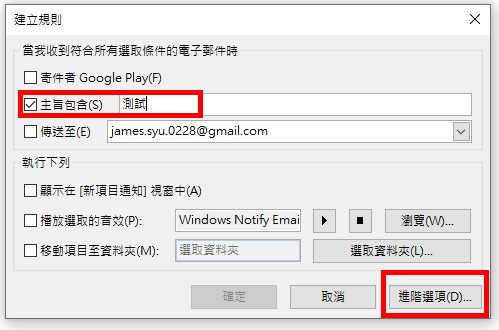 建立規則
當我收到符合所有選取條件的電子郵件時
寄件者 Google Play(F)
主旨包含(S) 測試
傳送至(E) james.syu.0228@gmail.com
執行下列
顯示在 [新項目通知] 視窗中(A)
播放選取的音效(P): Windows Notify Emai 瀏覽(W)...
移動項目至資料夾(M): 選取資料夾 選取資料夾(L)...
確定 取消 進階選項(D)...